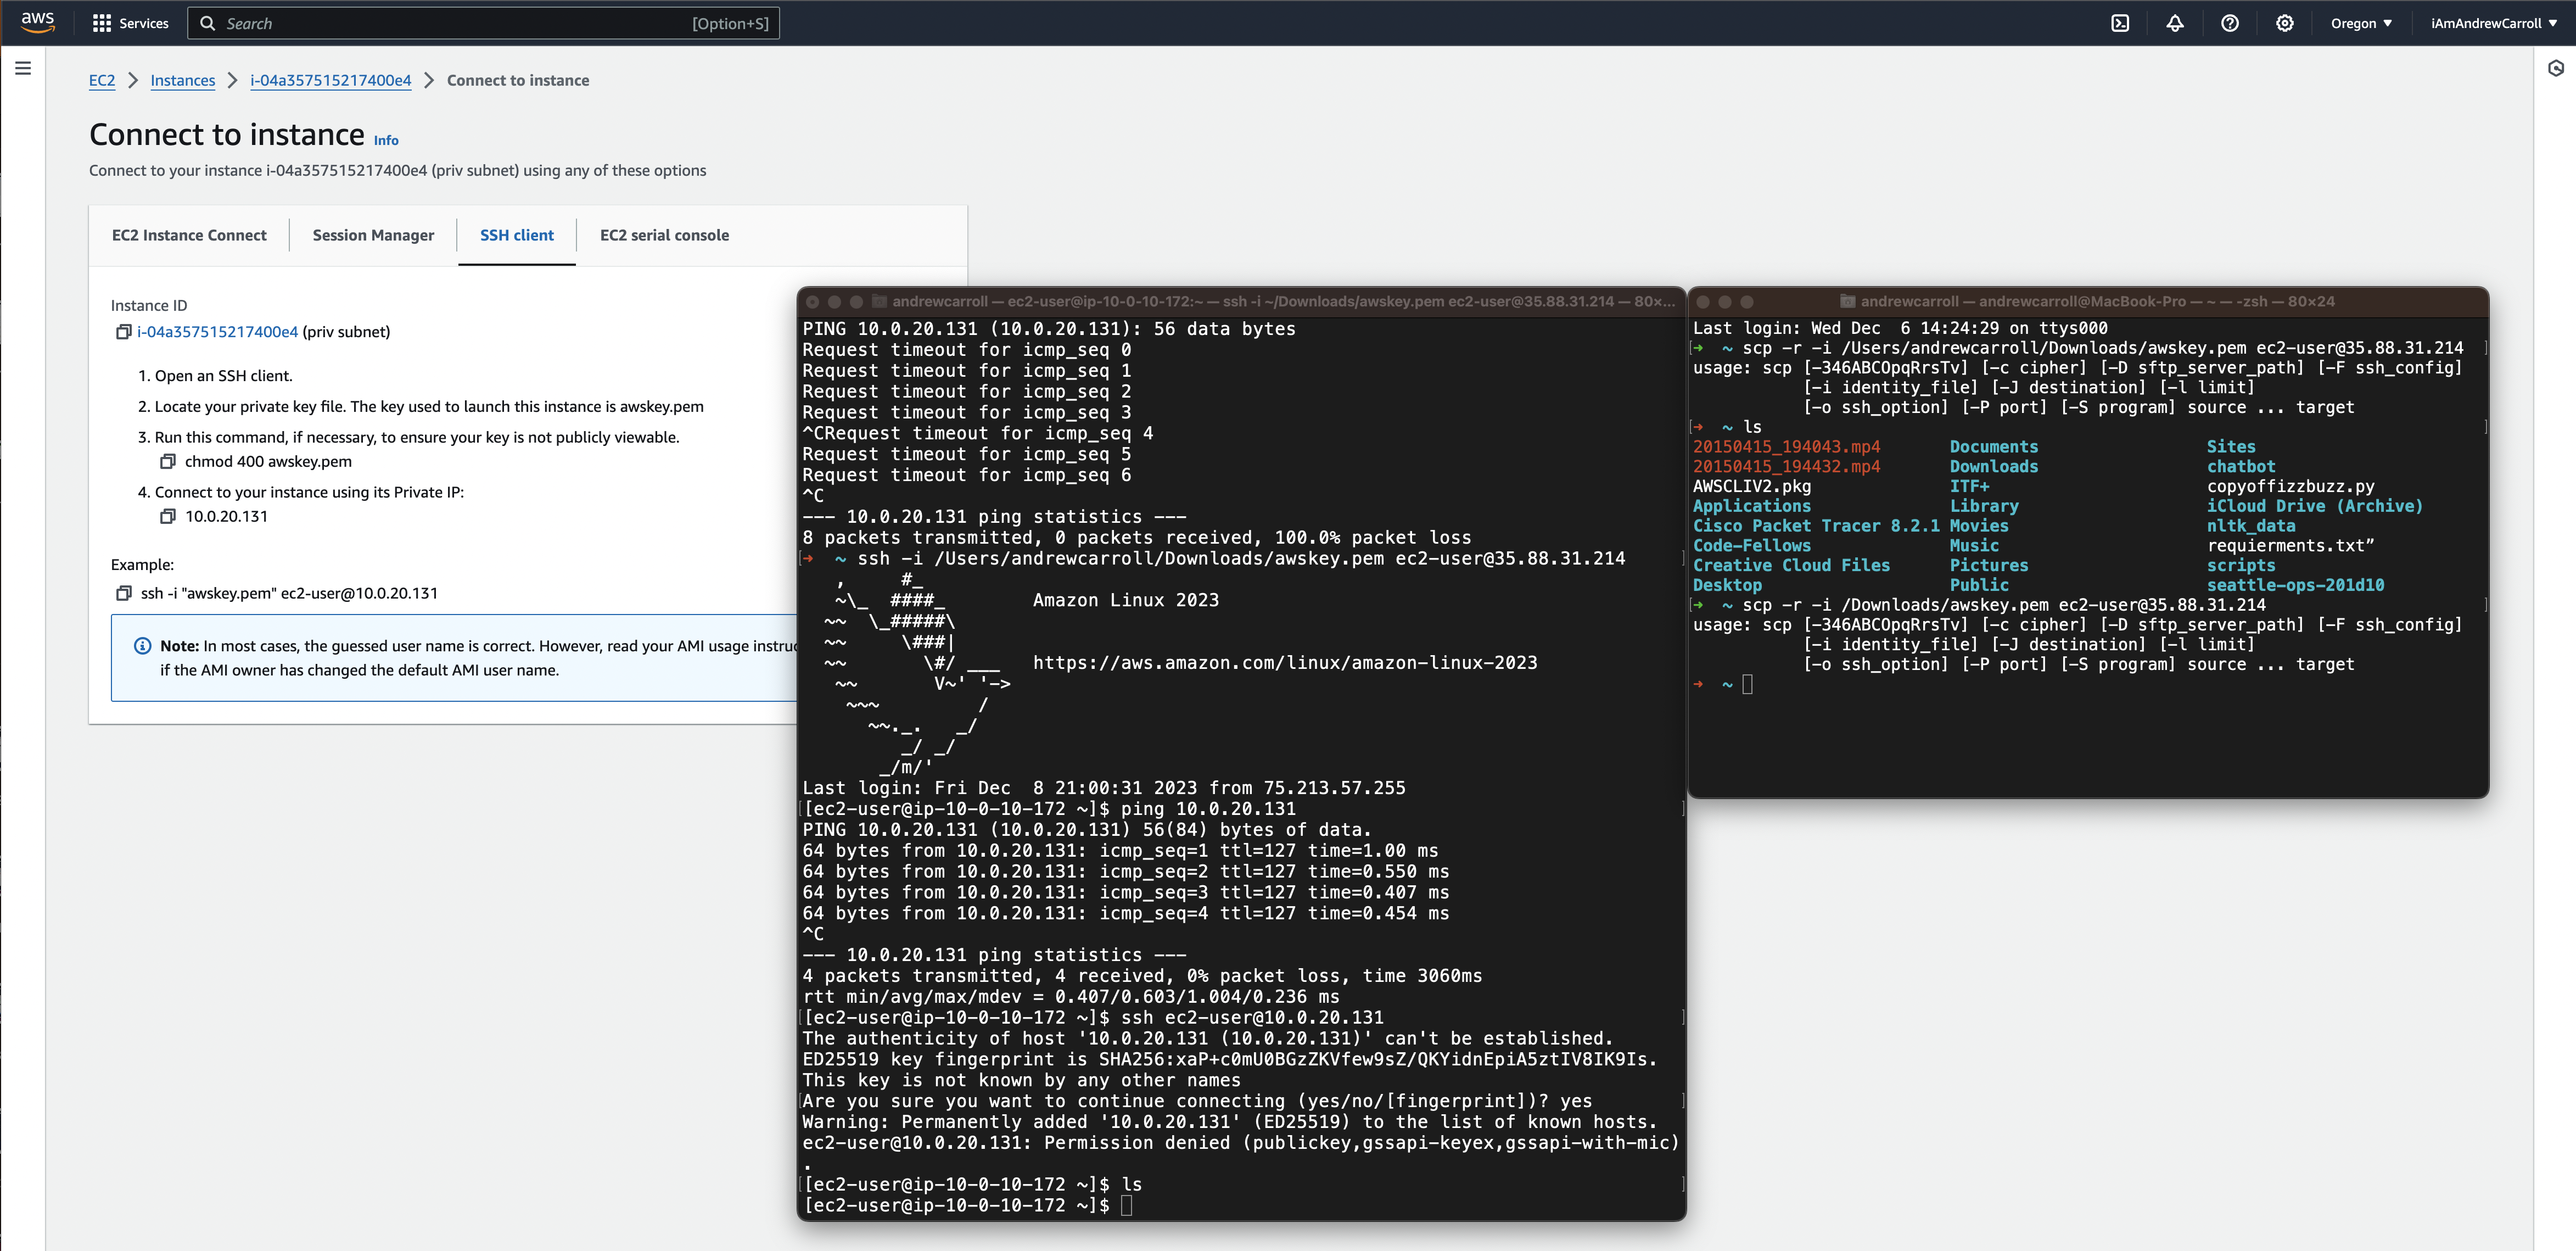 aws
Services
Search
[Option+S]
Oregon ▼
iAmAndrewCarroll ▼
EC2 > Instances > i-04a357515217400e4 > Connect to instance
Connect to instance Info
Connect to your instance i-04a357515217400e4 (priv subnet) using any of these options
EC2 Instance Connect
Session Manager
SSH client
EC2 serial console
Instance ID
i-04a357515217400e4 (priv subnet)
1. Open an SSH client.
2. Locate your private key file. The key used to launch this instance is awskey.pem
3. Run this command, if necessary, to ensure your key is not publicly viewable.
chmod 400 awskey.pem
4. Connect to your instance using its Private IP:
10.0.20.131
Example:
ssh -i "awskey.pem" ec2-user@10.0.20.131
Note: In most cases, the guessed user name is correct. However, read your AMI usage instruc
if the AMI owner has changed the default AMI user name.
andrewcarroll — ec2-user@ip-10-0-10-172:~ — ssh -i ~/Downloads/awskey.pem ec2-user@35.88.31.214 — 80×...
PING 10.0.20.131 (10.0.20.131): 56 data bytes
Request timeout for icmp_seq 0
Request timeout for icmp_seq 1
Request timeout for icmp_seq 2
Request timeout for icmp_seq 3
^CRequest timeout for icmp_seq 4
Request timeout for icmp_seq 5
Request timeout for icmp_seq 6
^C
--- 10.0.20.131 ping statistics ---
8 packets transmitted, 0 packets received, 100.0% packet loss
[➜  ~ ssh -i /Users/andrewcarroll/Downloads/awskey.pem ec2-user@35.88.31.214 ]
   ,     #_
   ~\_  ####_        Amazon Linux 2023
  ~~  \_#####\
  ~~     \###|
  ~~       \#/ ___   https://aws.amazon.com/linux/amazon-linux-2023
   ~~       V~' '->
    ~~~         /
      ~~._.   _/
         _/ _/
       _/m/'
Last login: Fri Dec  8 21:00:31 2023 from 75.213.57.255
[[ec2-user@ip-10-0-10-172 ~]$ ping 10.0.20.131 ]
PING 10.0.20.131 (10.0.20.131) 56(84) bytes of data.
64 bytes from 10.0.20.131: icmp_seq=1 ttl=127 time=1.00 ms
64 bytes from 10.0.20.131: icmp_seq=2 ttl=127 time=0.550 ms
64 bytes from 10.0.20.131: icmp_seq=3 ttl=127 time=0.407 ms
64 bytes from 10.0.20.131: icmp_seq=4 ttl=127 time=0.454 ms
^C
--- 10.0.20.131 ping statistics ---
4 packets transmitted, 4 received, 0% packet loss, time 3060ms
rtt min/avg/max/mdev = 0.407/0.603/1.004/0.236 ms
[[ec2-user@ip-10-0-10-172 ~]$ ssh ec2-user@10.0.20.131 ]
The authenticity of host '10.0.20.131 (10.0.20.131)' can't be established.
ED25519 key fingerprint is SHA256:xaP+c0mU0BGzZKVfew9sZ/QKYidnEpiA5ztIV8IK9Is.
This key is not known by any other names
[Are you sure you want to continue connecting (yes/no/[fingerprint])? yes ]
Warning: Permanently added '10.0.20.131' (ED25519) to the list of known hosts.
ec2-user@10.0.20.131: Permission denied (publickey,gssapi-keyex,gssapi-with-mic)
.
[[ec2-user@ip-10-0-10-172 ~]$ ls ]
[ec2-user@ip-10-0-10-172 ~]$
andrewcarroll — andrewcarroll@MacBook-Pro — ~ — -zsh — 80×24
Last login: Wed Dec  6 14:24:29 on ttys000
[➜  ~ scp -r -i /Users/andrewcarroll/Downloads/awskey.pem ec2-user@35.88.31.214 ]
usage: scp [-346ABCOpqRrsTv] [-c cipher] [-D sftp_server_path] [-F ssh_config]
           [-i identity_file] [-J destination] [-l limit]
           [-o ssh_option] [-P port] [-S program] source ... target
[➜  ~ ls ]
20150415_194043.mp4 Documents Sites
20150415_194432.mp4 Downloads chatbot
AWSCLIV2.pkg ITF+ copyoffizzbuzz.py
Applications Library iCloud Drive (Archive)
Cisco Packet Tracer 8.2.1 Movies nltk_data
Code-Fellows Music requierments.txt”
Creative Cloud Files Pictures scripts
Desktop Public seattle-ops-201d10
[➜  ~ scp -r -i /Downloads/awskey.pem ec2-user@35.88.31.214 ]
usage: scp [-346ABCOpqRrsTv] [-c cipher] [-D sftp_server_path] [-F ssh_config]
           [-i identity_file] [-J destination] [-l limit]
           [-o ssh_option] [-P port] [-S program] source ... target
➜  ~